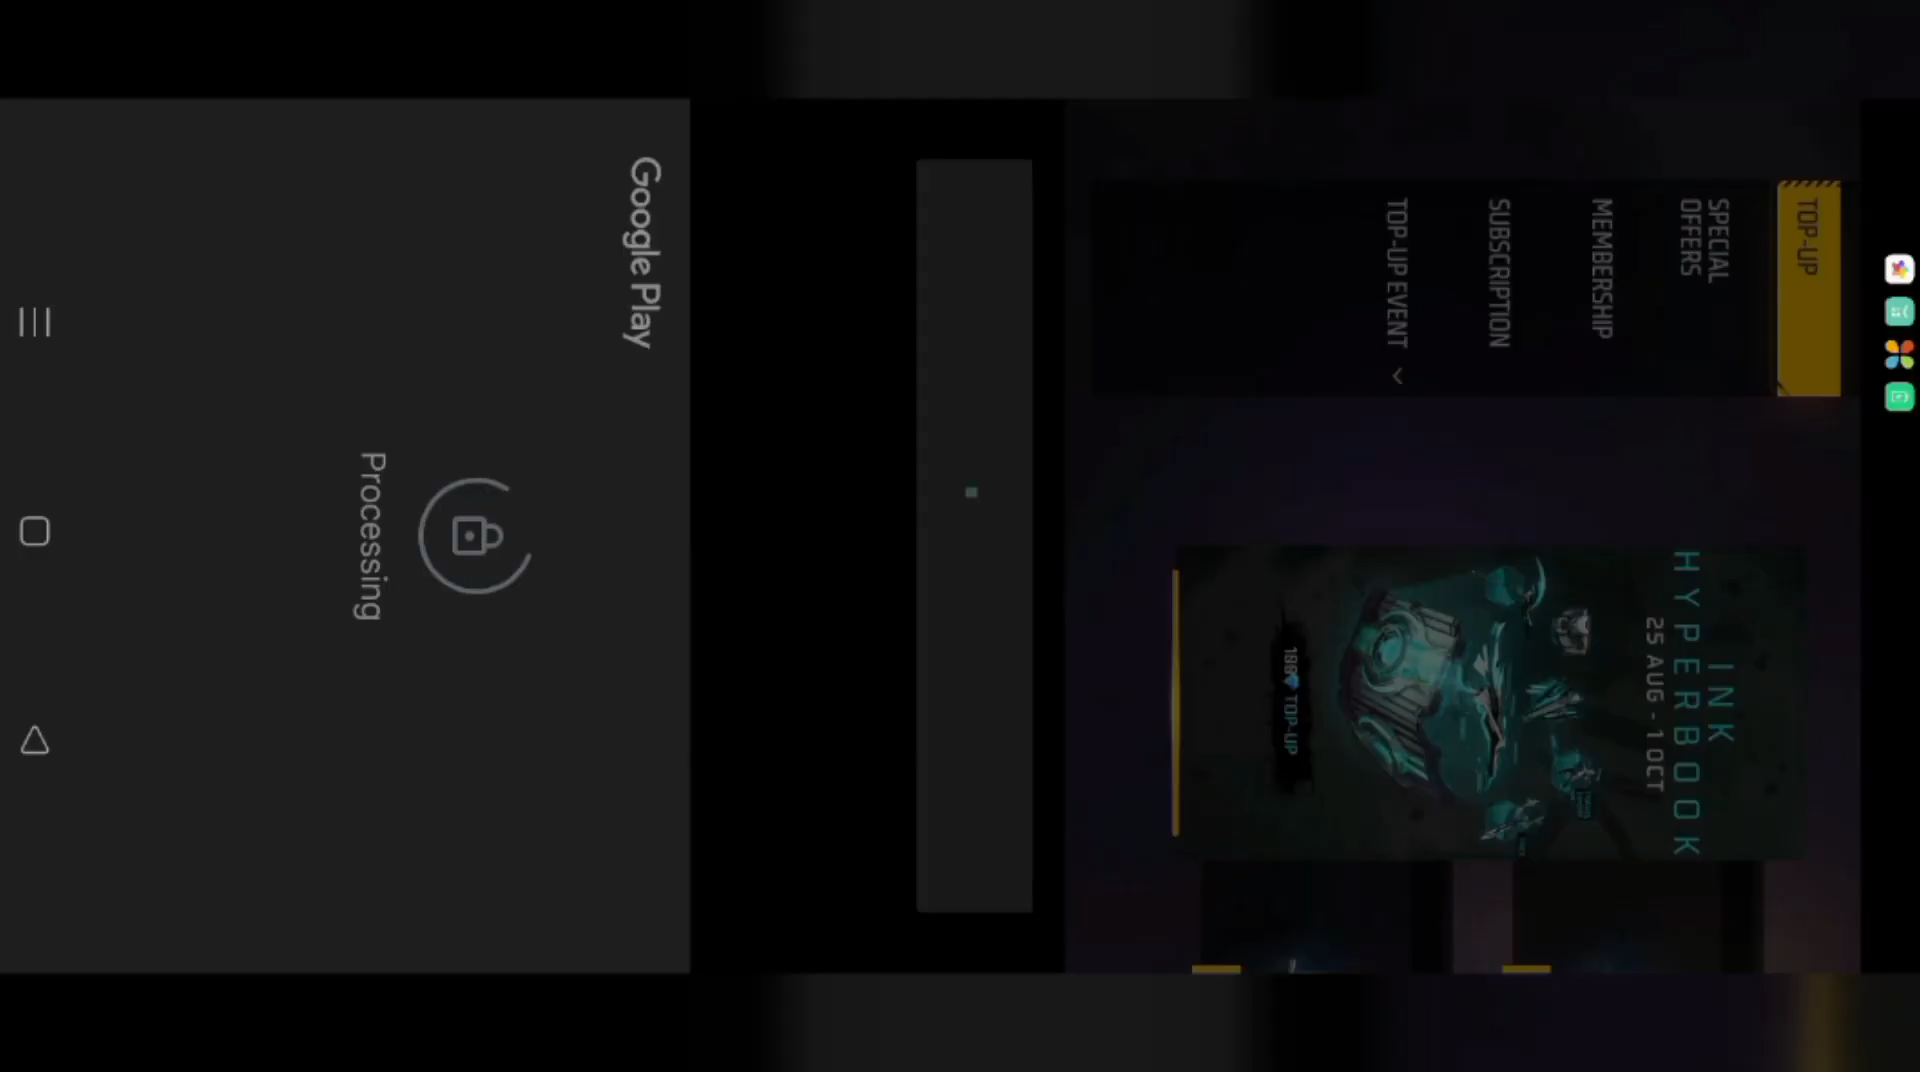 TOP-UP
SPECIAL
OFFERS
MEMBERSHIP
SUBSCRIPTION
TOP-UP EVENT
INK
HYPERBOOK
25 AUG - 1 OCT
100 TOP-UP
Google Play
Processing